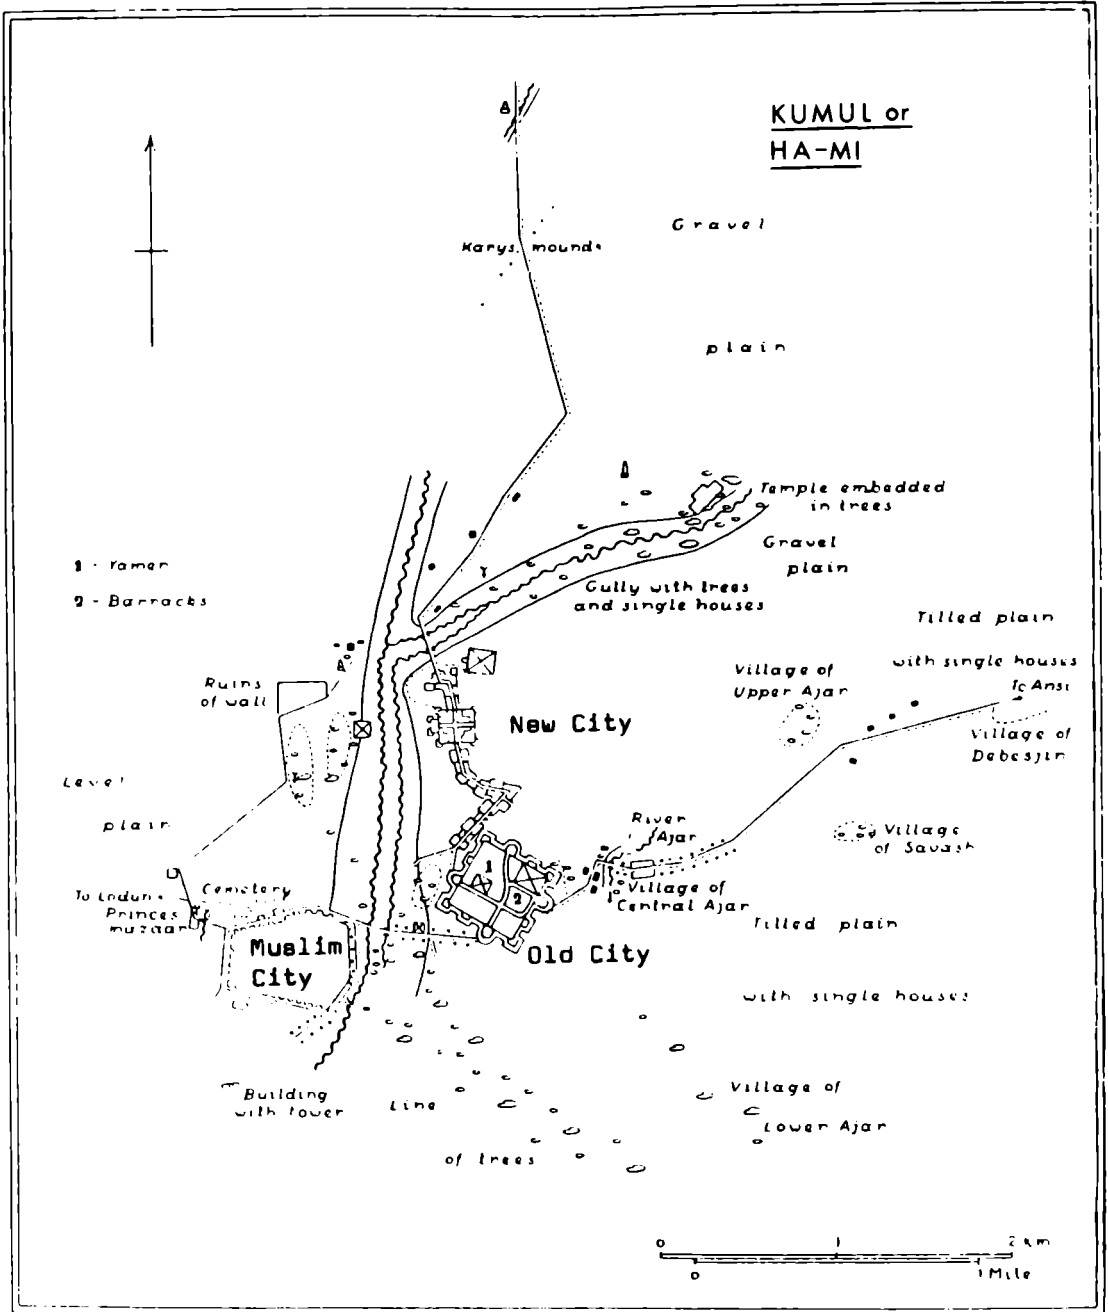 KUMUL or
HA-MI
Gravel
Karys. mounds
plain
Temple embedded
in trees
Gravel
plain
1 - Yamen
2 - Barracks
Gully with trees
and single houses
Tilled plain
with single houses
To Ansi
Village of
Upper Ajar
Village of
Debesjin
Ruins
of wall
New City
Level
plain
River
Ajar
Village
of Savash
1
2
Village of
Central Ajar
Cemetery
Princes
mazaar
Muslim
City
Old City
Tilled plain
with single houses
Building
with tower
Line
of trees
Village of
Lower Ajar
0 1 2 km
0 1 Mile